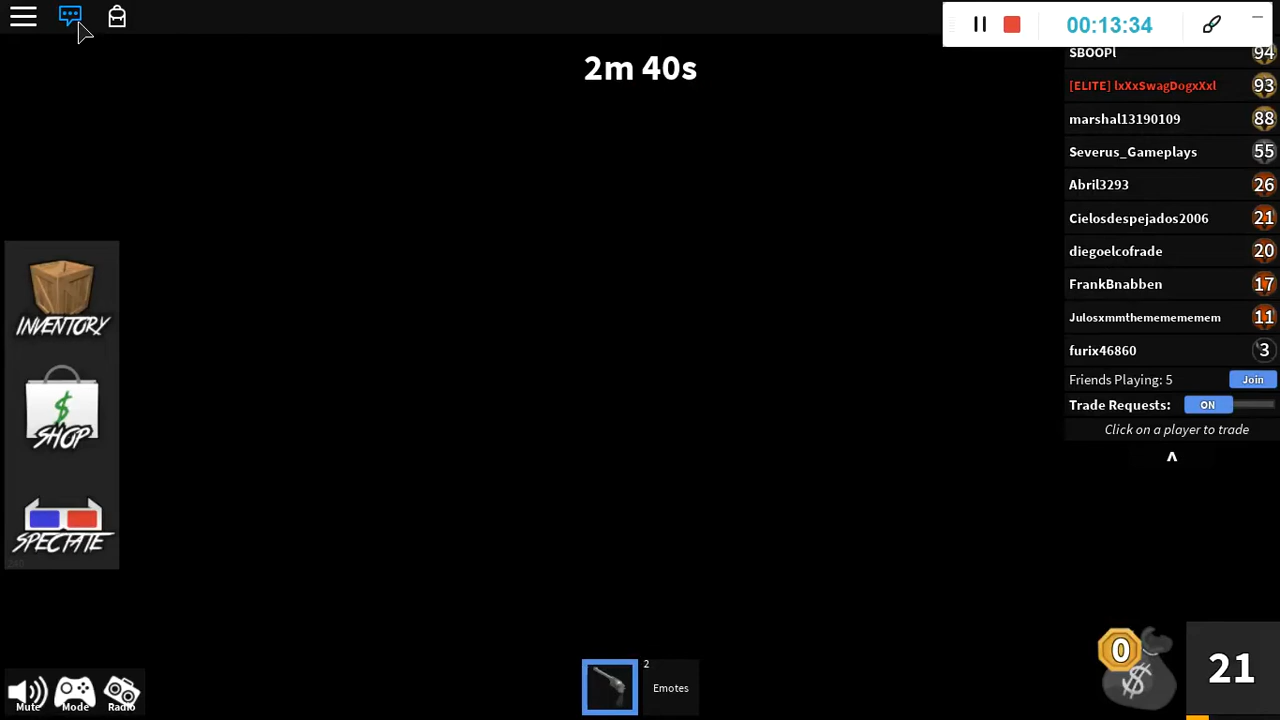 00:13:34
2m 40s
SBOOPl 94
[ELITE] lxXxSwagDogxXxl 93
marshal13190109 88
Severus_Gameplays 55
Abril3293 26
Cielosdespejados2006 21
diegoelcofrade 20
FrankBnabben 17
Julosxmmthemememem​em 11
furix46860 3
Friends Playing: 5 Join
Trade Requests: ON
Click on a player to trade
INVENTORY
$
SHOP
SPECTATE
240
0
$
21
2
Emotes
Mute Mode Radio